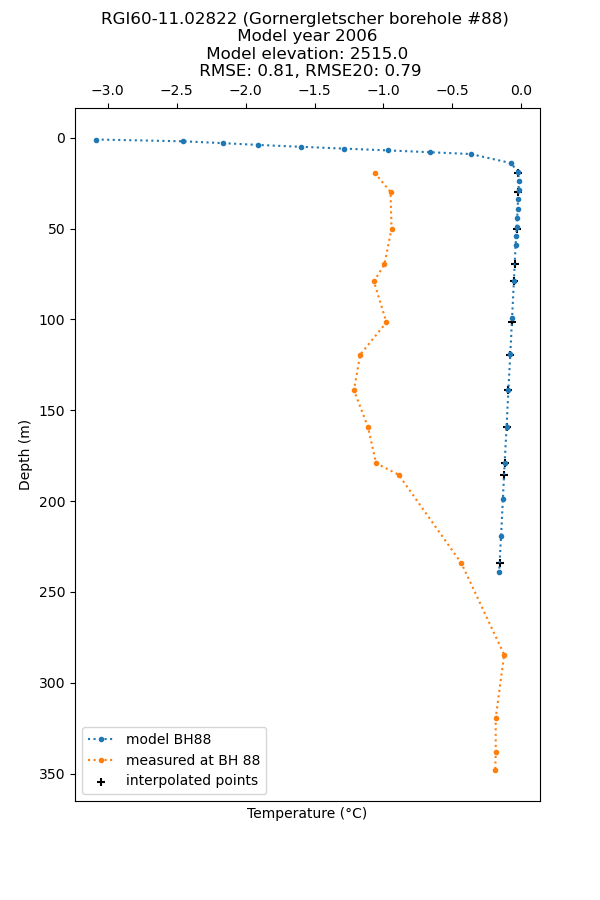 RGI60-11.02822 (Gornergletscher borehole #88)
Model year 2006
Model elevation: 2515.0
RMSE: 0.81, RMSE20: 0.79
−3.0 −2.5 −2.0 −1.5 −1.0 −0.5 0.0
0
50
100
150
200
250
300
350
Depth (m)
model BH88
measured at BH 88
interpolated points
Temperature (°C)